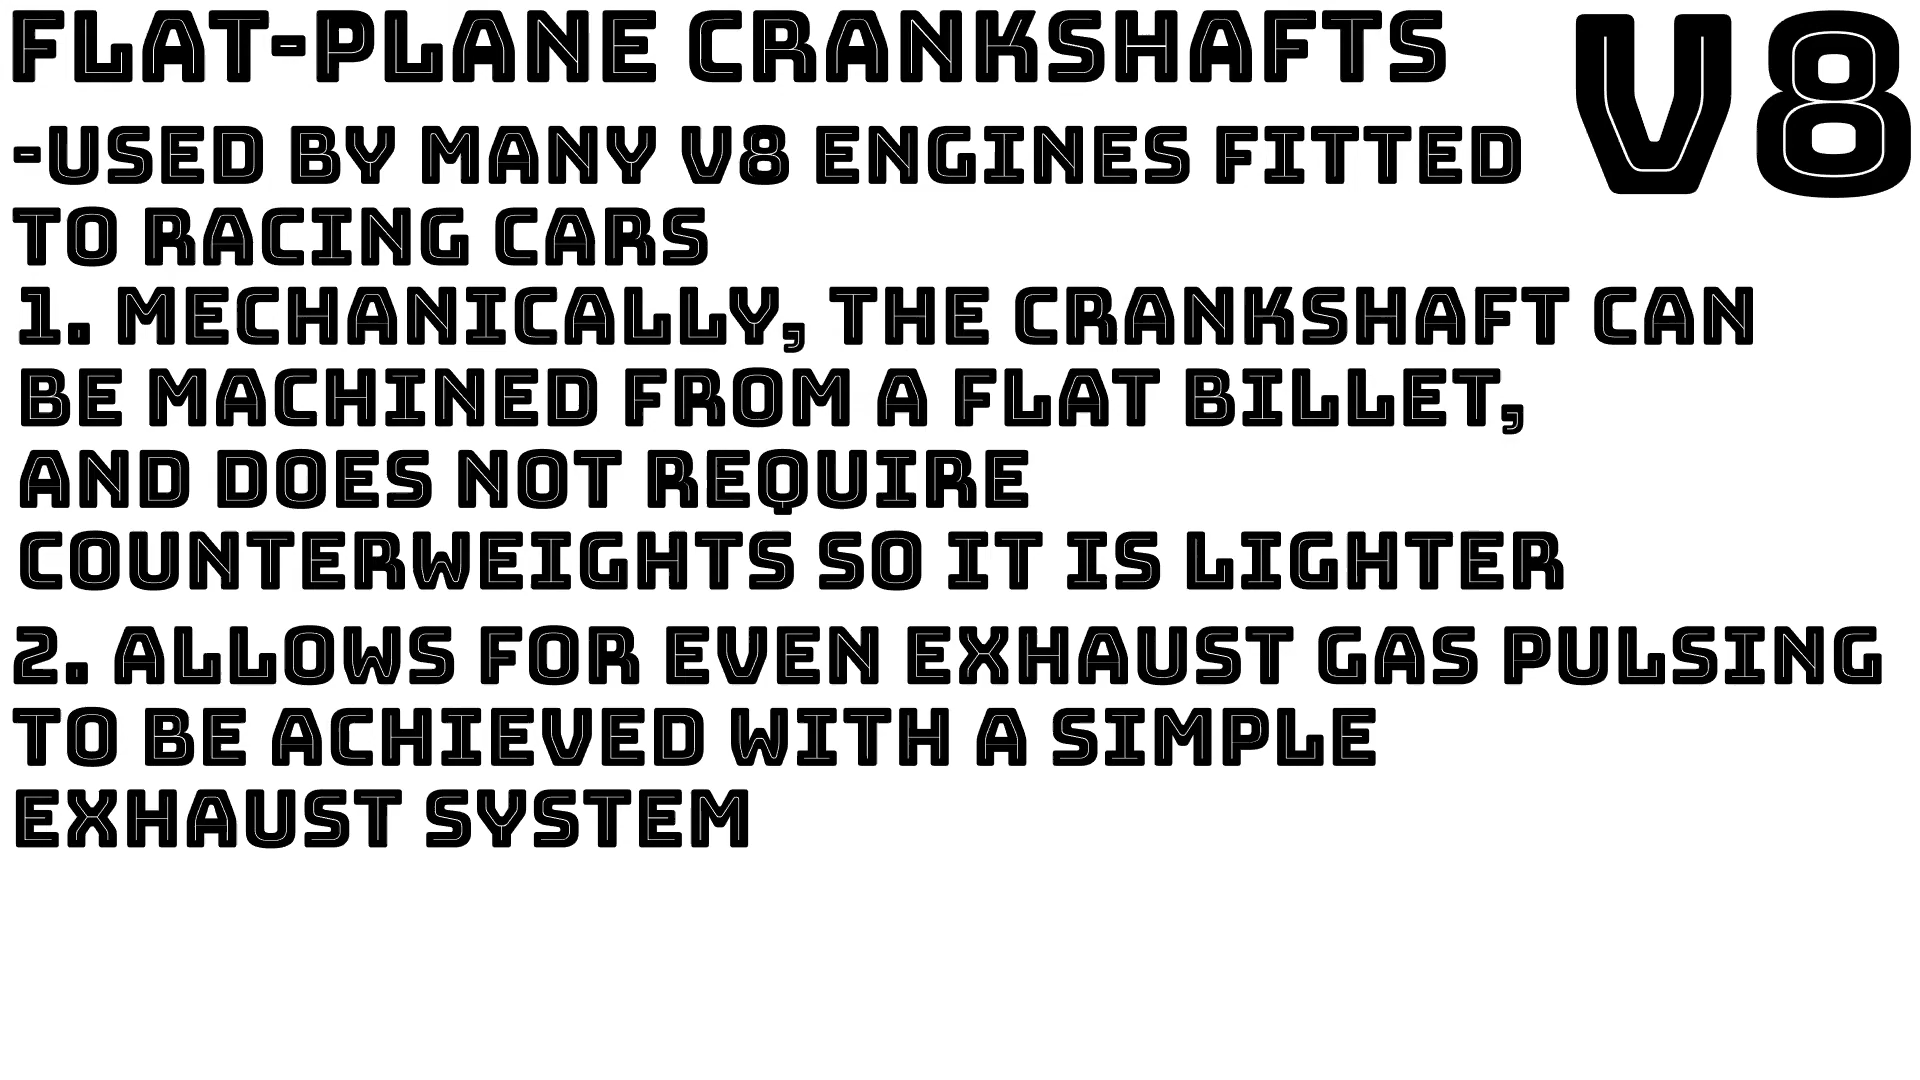 FLAT-PLANE CRANKSHAFTS
V8
-USED BY MANY V8 ENGINES FITTED
TO RACING CARS
1. MECHANICALLY, THE CRANKSHAFT CAN
BE MACHINED FROM A FLAT BILLET,
AND DOES NOT REQUIRE
COUNTERWEIGHTS SO IT IS LIGHTER
2. ALLOWS FOR EVEN EXHAUST GAS PULSING
TO BE ACHIEVED WITH A SIMPLE
EXHAUST SYSTEM